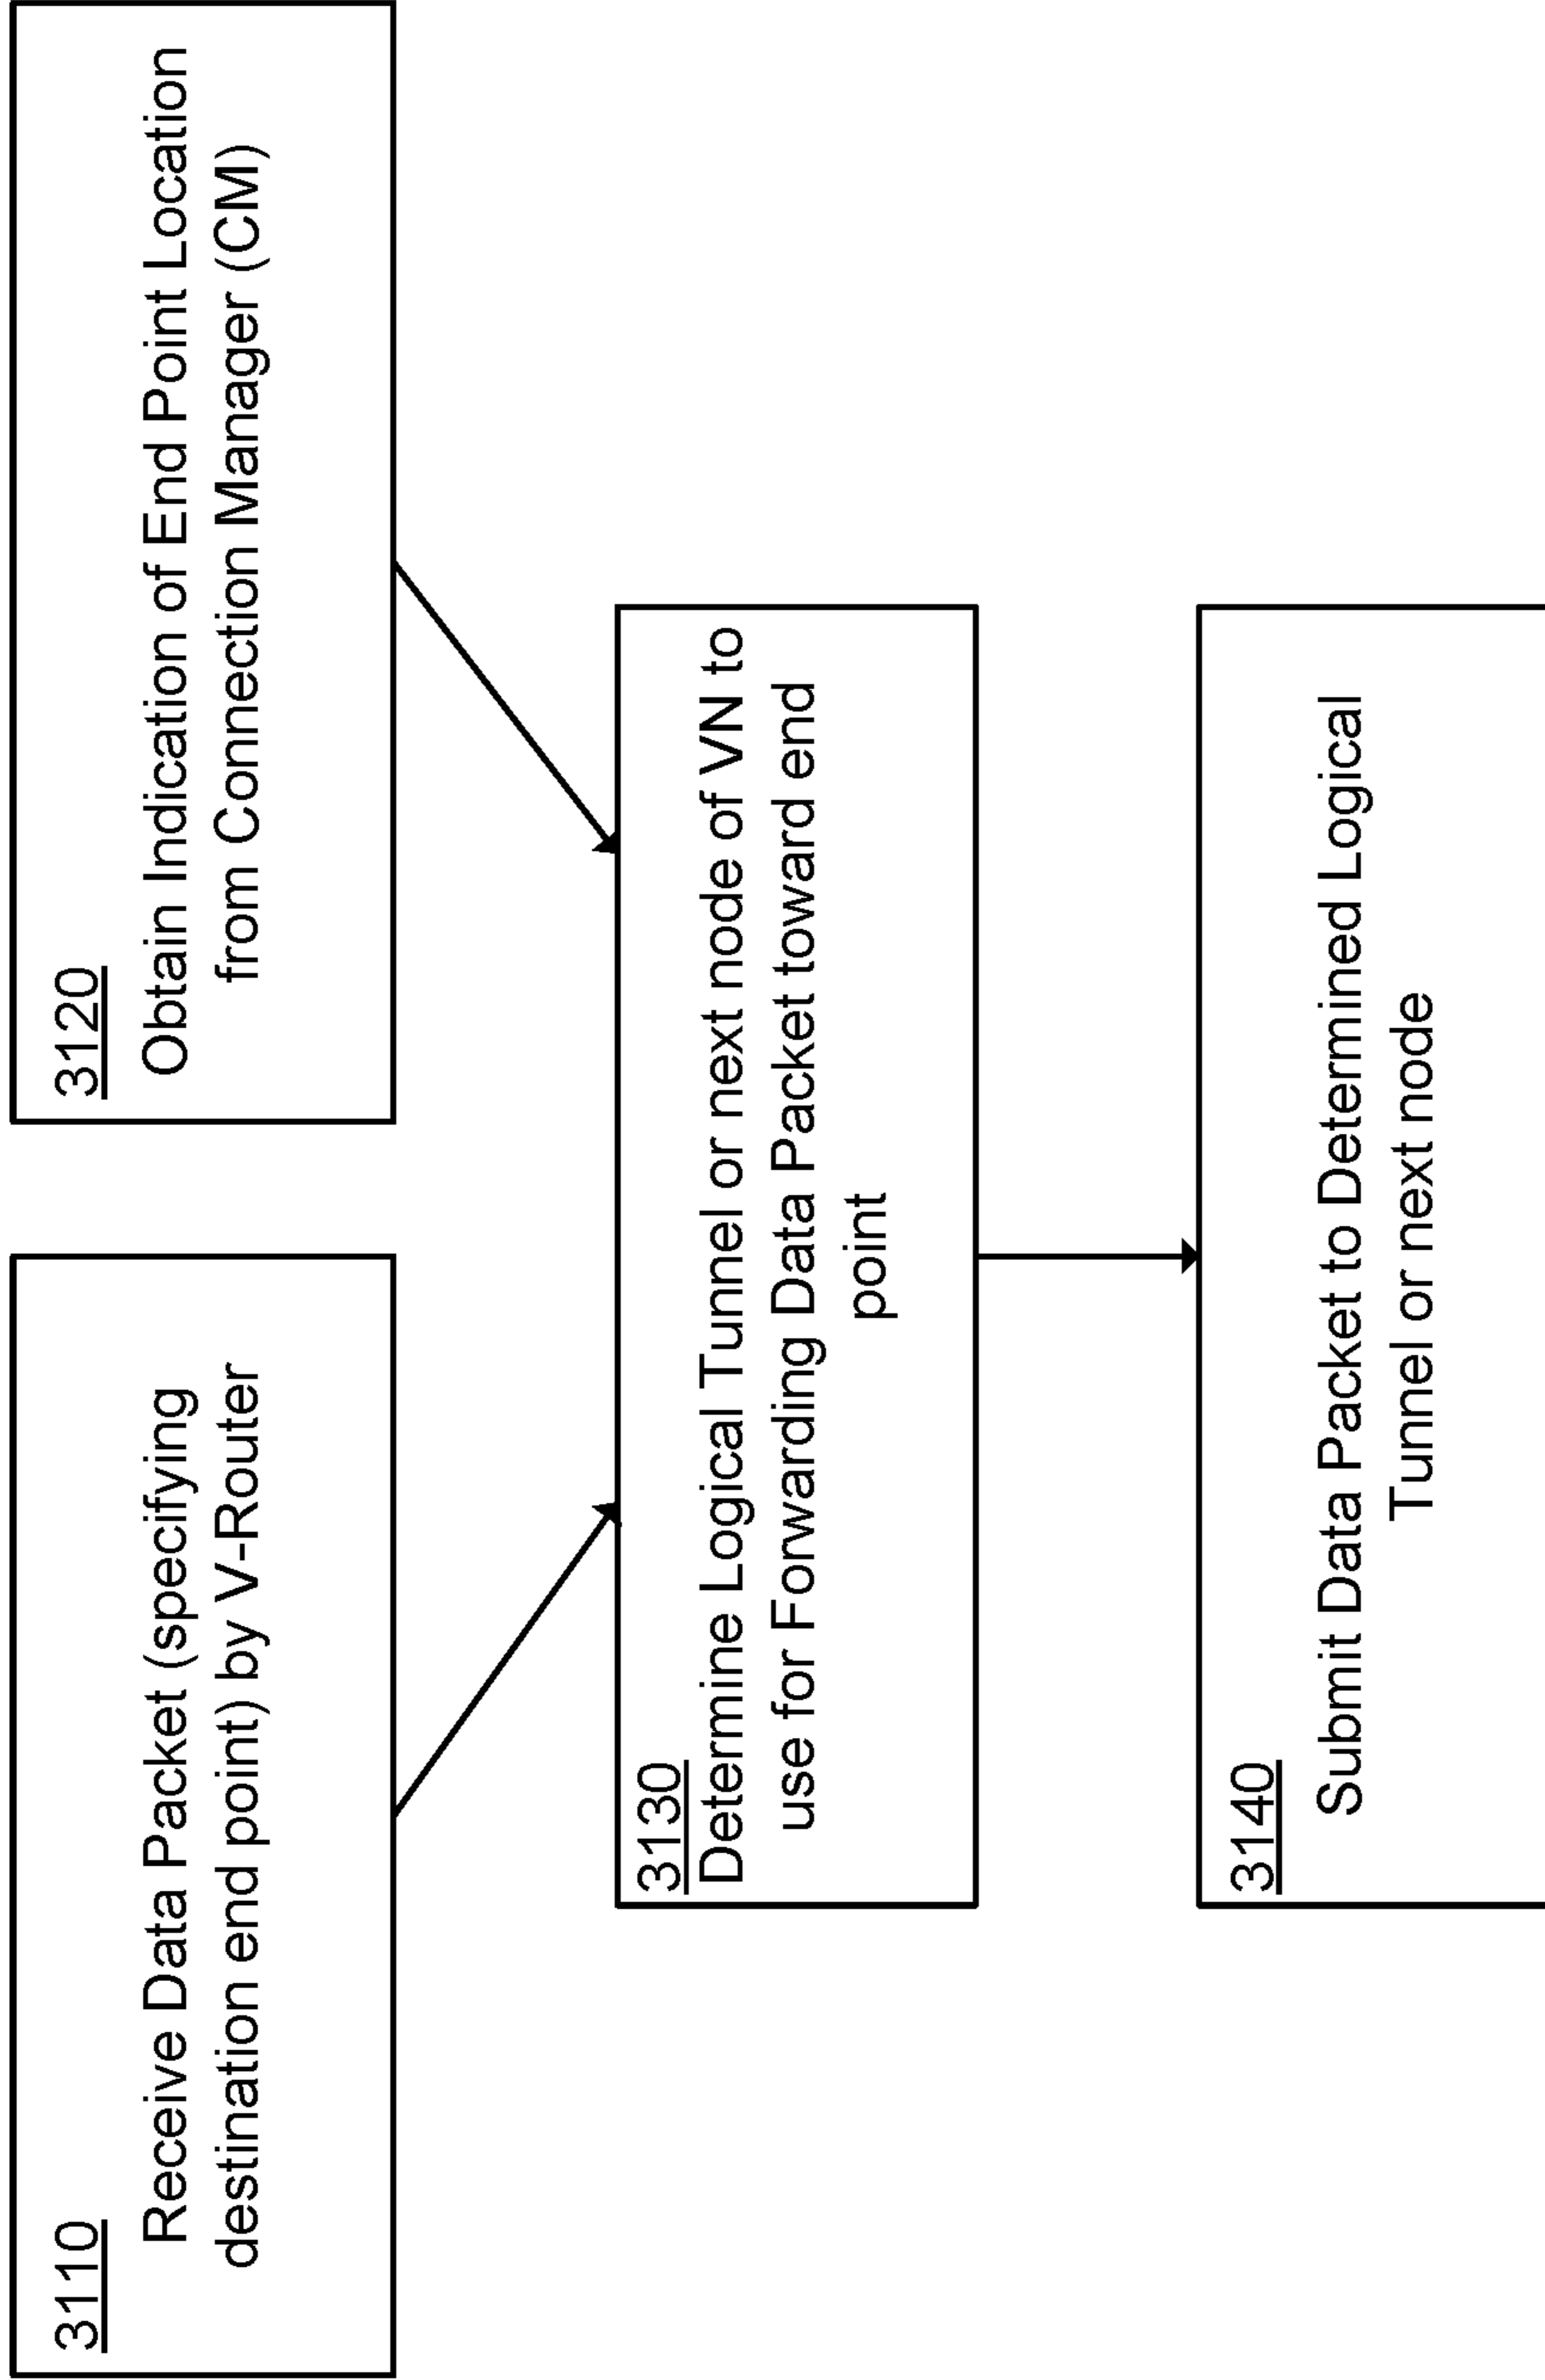 3110
Receive Data Packet (specifying
destination end point) by V-Router
3120
Obtain Indication of End Point Location
from Connection Manager (CM)
3130
Determine Logical Tunnel or next node of VN to
use for Forwarding Data Packet toward end
point
3140
Submit Data Packet to Determined Logical
Tunnel or next node